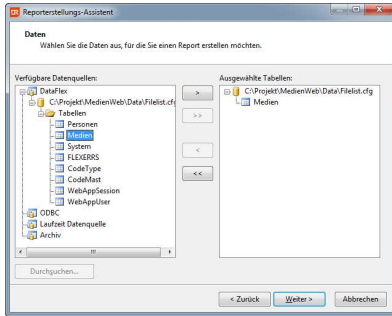 Reporterstellungs-Assistent
Daten
Wählen Sie die Daten aus, für die Sie einen Report erstellen möchten.
Verfügbare Datenquellen:
DataFlex
C:\Projekt\MedienWeb\Data\Filelist.cfg
Tabellen
Personen
Medien
System
FLEXERRS
CodeType
CodeMast
WebAppSession
WebAppUser
ODBC
Laufzeit Datenquelle
Archiv
Durchsuchen...
>
>>
<
<<
Ausgewählte Tabellen:
C:\Projekt\MedienWeb\Data\Filelist.cfg
Medien
< Zurück
Weiter >
Abbrechen